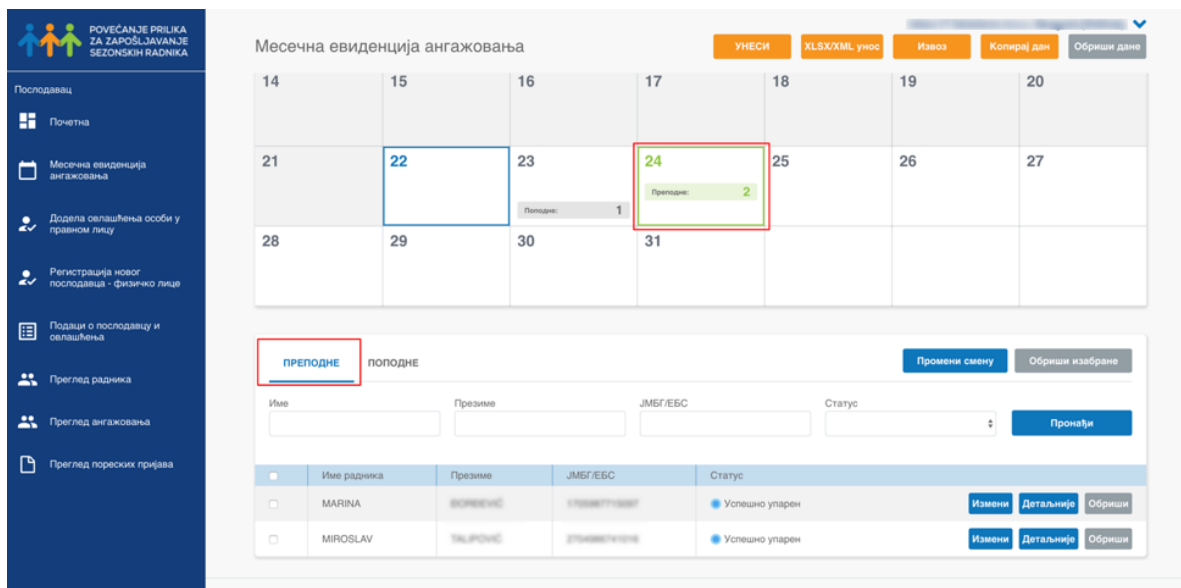 POVEĆANJE PRILIKA
ZA ZAPOŠLJAVANJE
SEZONSKIH RADNIKA
Послодавац
Почетна
Месечна евиденција
ангажовања
Додела овлашћења особи у
правном лицу
Регистрација новог
послодавца - физичко лице
Подаци о послодавцу и
овлашћења
Преглед радника
Преглед ангажовања
Преглед пореских пријава
Месечна евиденција ангажовања
УНЕСИ XLSX/XML унос Извоз Копирај дан Обриши дане
14 15 16 17 18 19 20
21 22 23 24 25 26 27
Поподне: 1 Преподне: 2
28 29 30 31
ПРЕПОДНЕ ПОПОДНЕ Промени смену Обриши изабране
Име Презиме ЈМБГ/ЕБС Статус
Пронађи
Име радника Презиме ЈМБГ/ЕБС Статус
MARINA Успешно упарен Измени Детаљније Обриши
MIROSLAV Успешно упарен Измени Детаљније Обриши